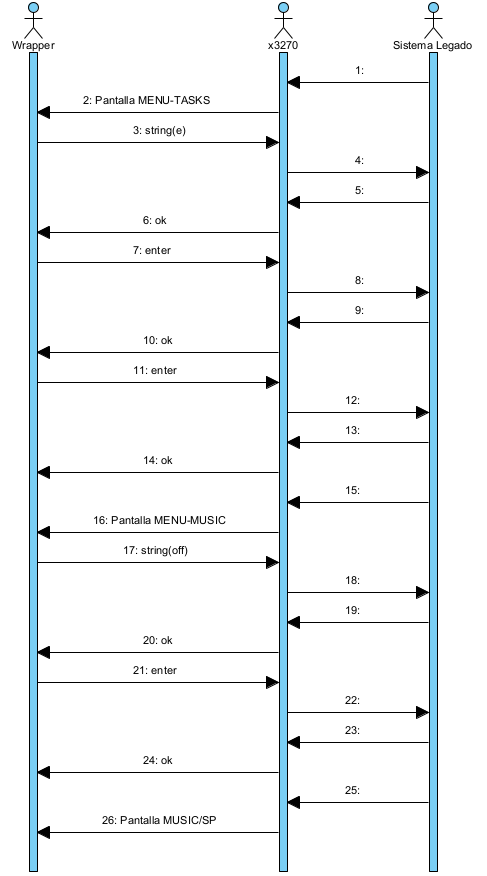 Wrapper x3270 Sistema Legado
1:
2: Pantalla MENU-TASKS
3: string(e)
4:
5:
6: ok
7: enter
8:
9:
10: ok
11: enter
12:
13:
14: ok
15:
16: Pantalla MENU-MUSIC
17: string(off)
18:
19:
20: ok
21: enter
22:
23:
24: ok
25:
26: Pantalla MUSIC/SP